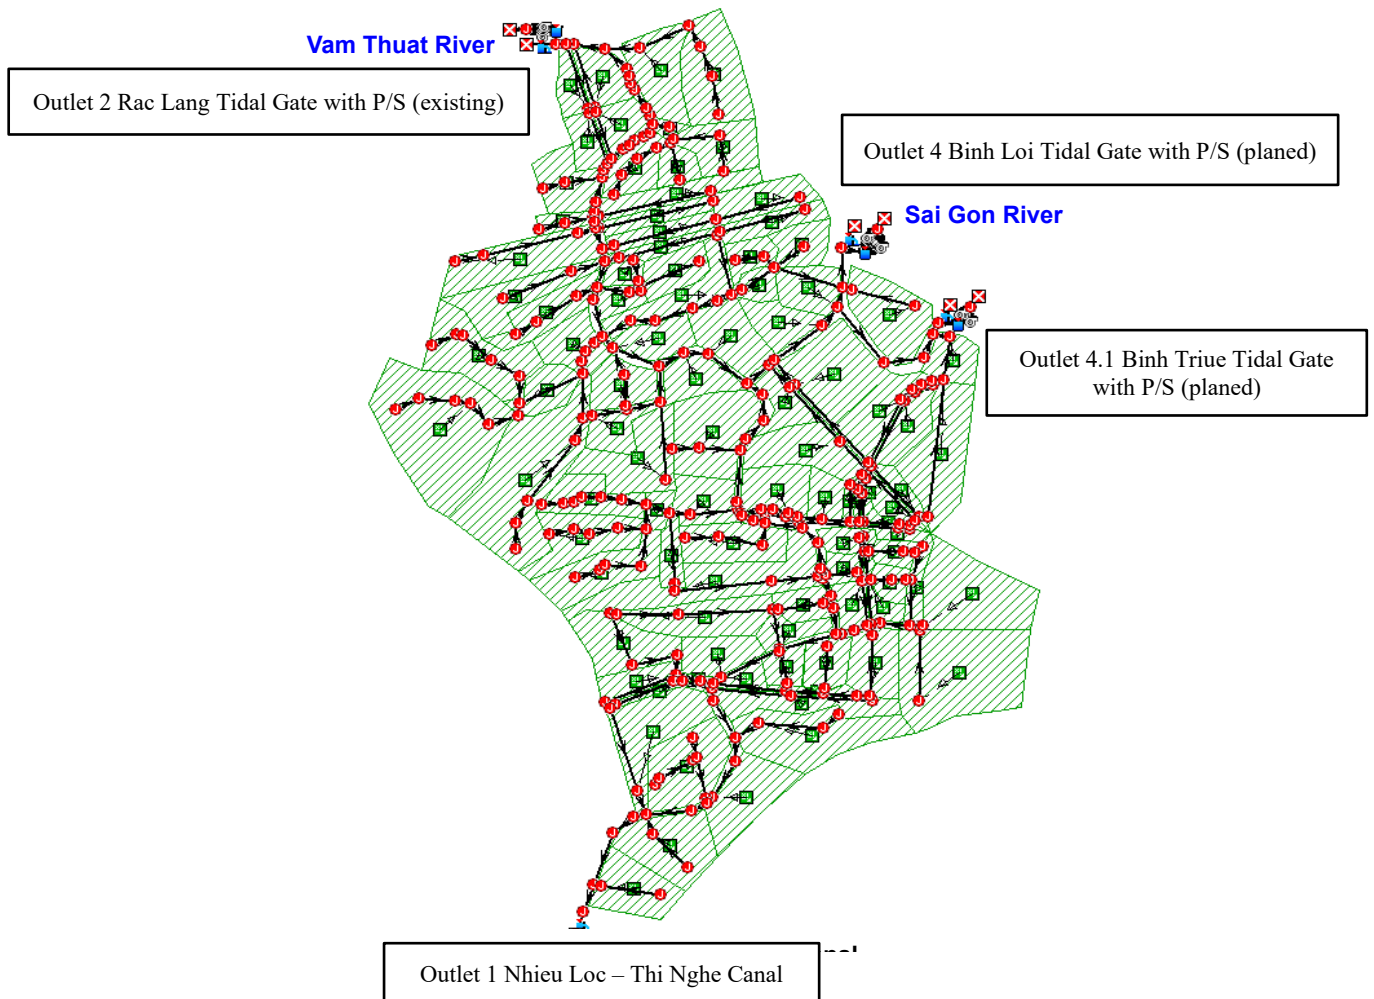 Vam Thuat River
Outlet 2 Rac Lang Tidal Gate with P/S (existing)
Outlet 4 Binh Loi Tidal Gate with P/S (planed)
Sai Gon River
Outlet 4.1 Binh Triue Tidal Gate
with P/S (planed)
Outlet 1 Nhieu Loc – Thi Nghe Canal